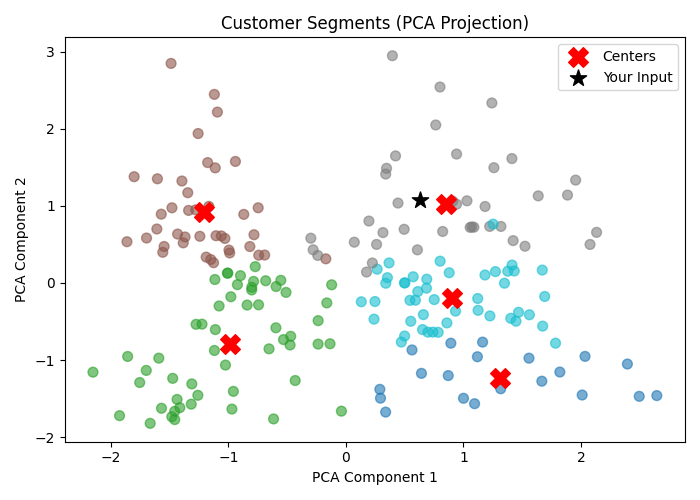 Customer Segments (PCA Projection)
Centers
Your Input
PCA Component 2
3
2
1
0
−1
−2
−2
−1
0
1
2
PCA Component 1